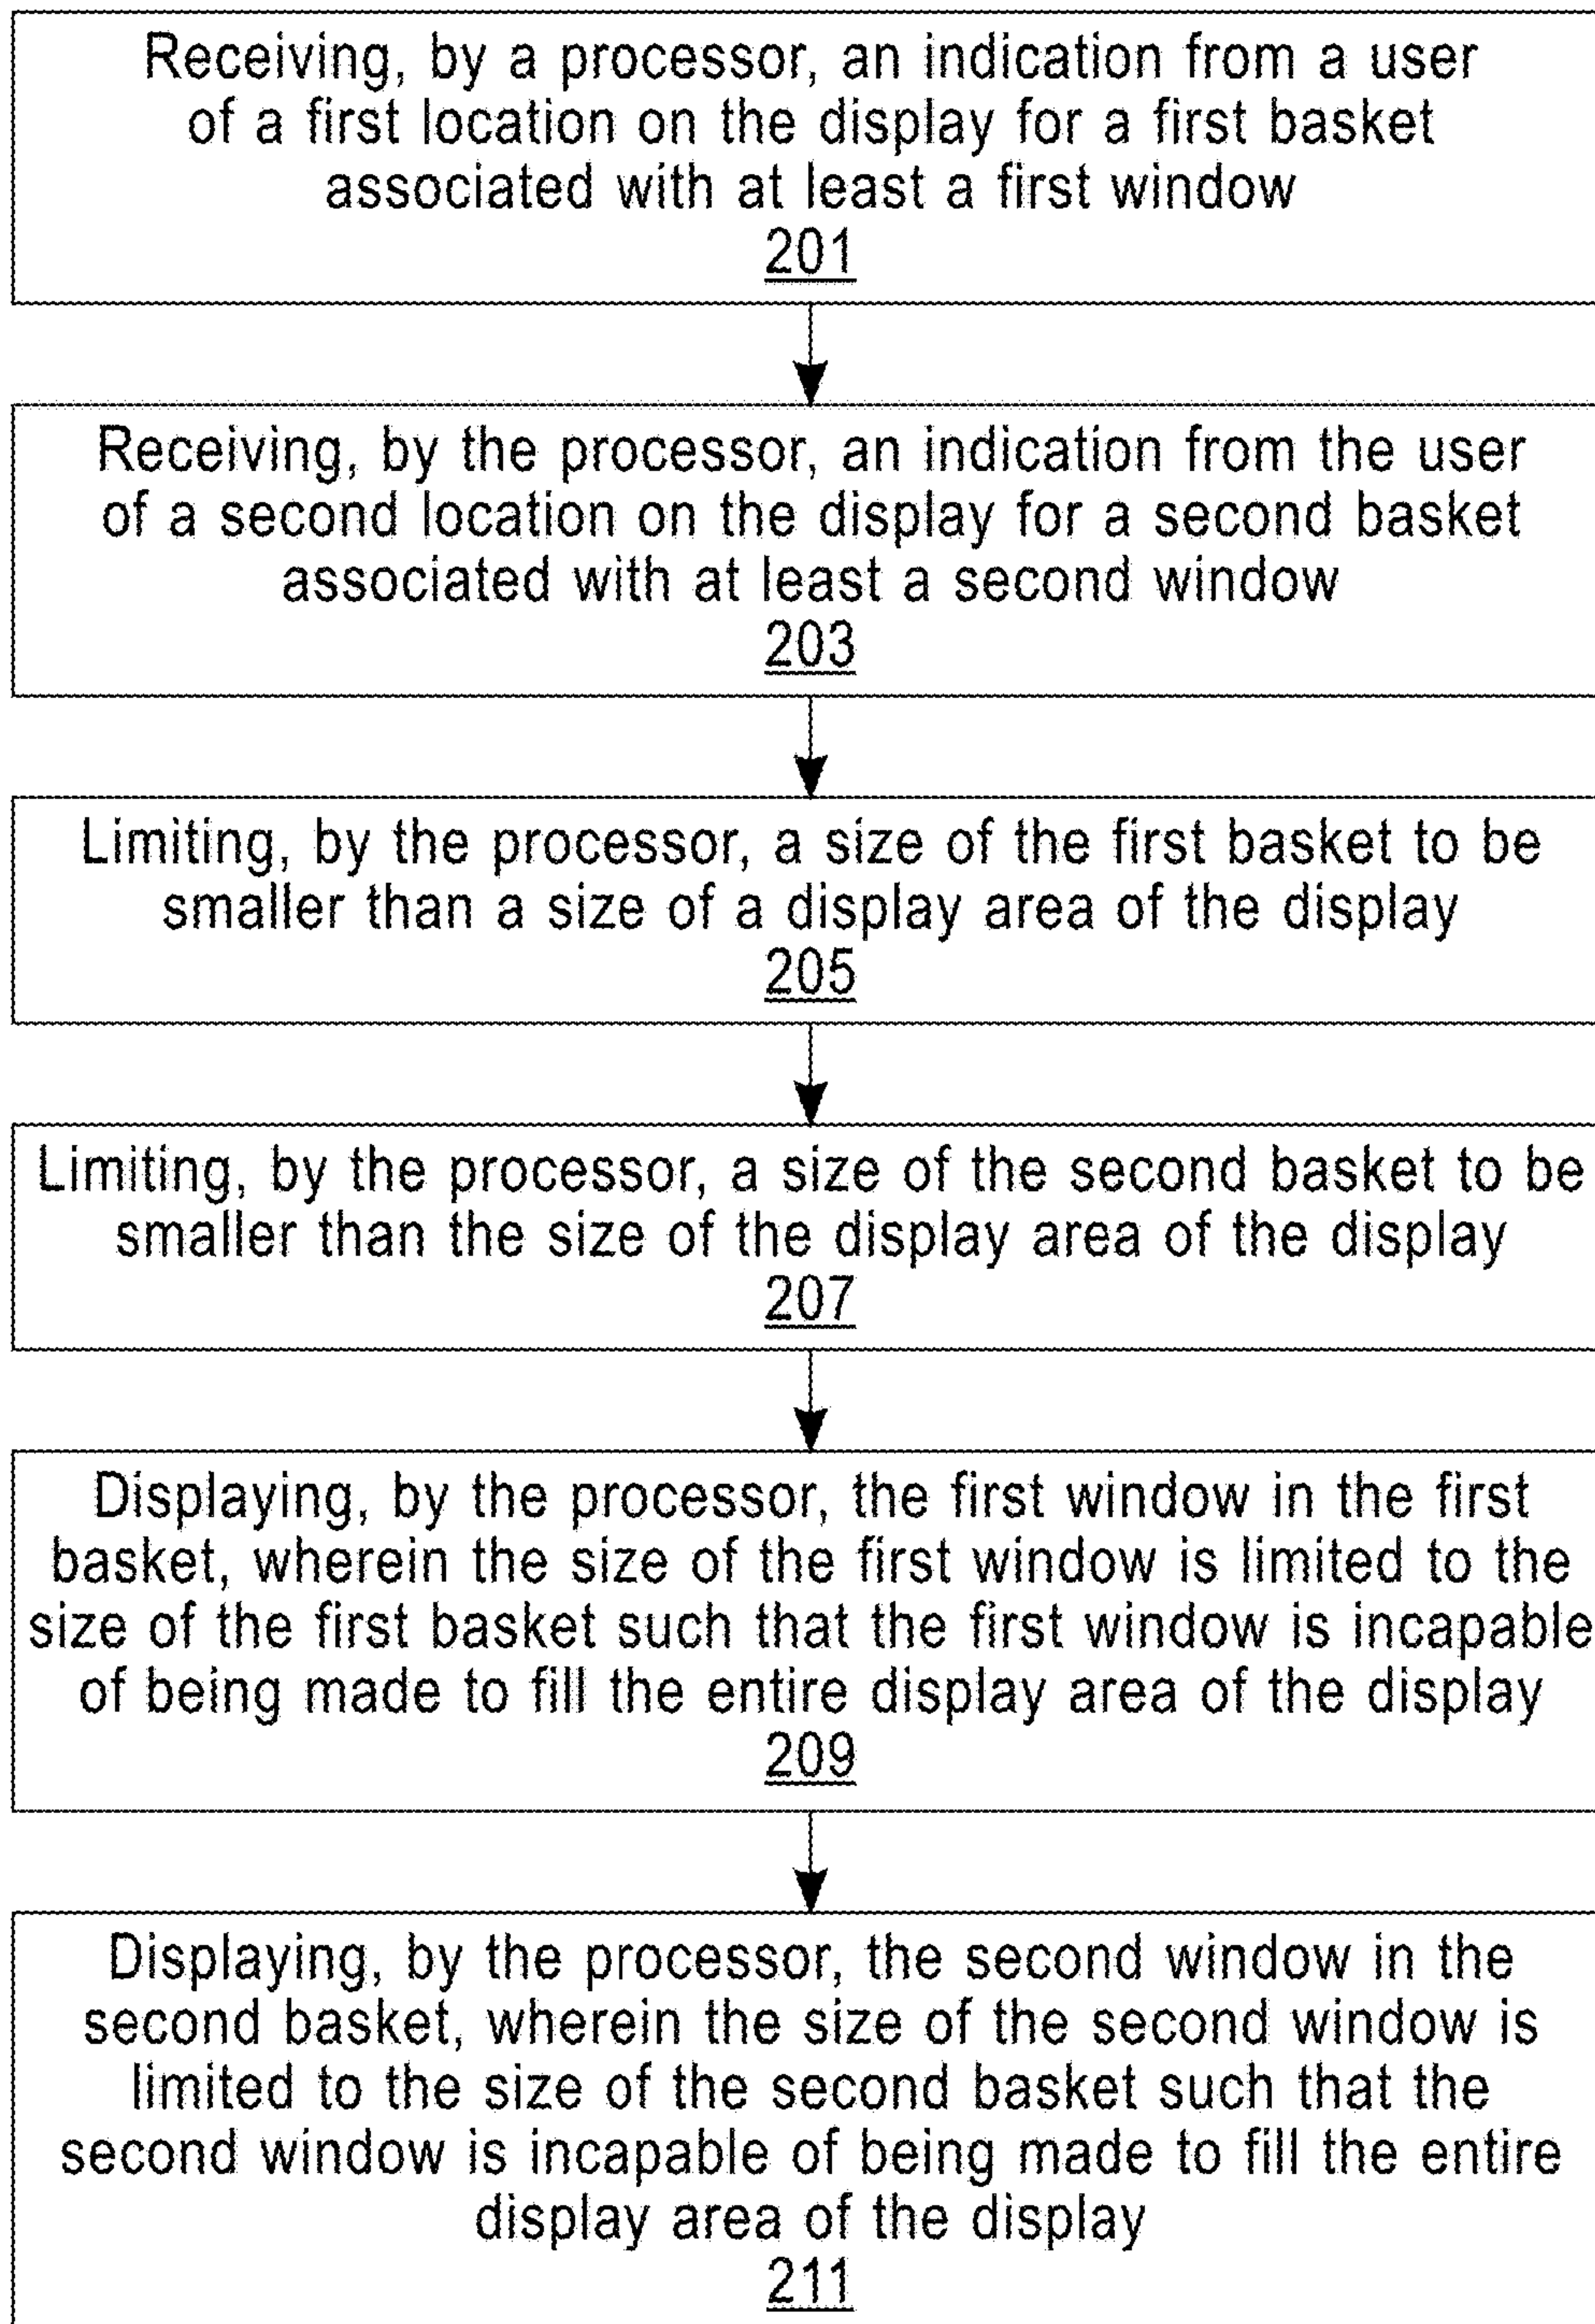 Receiving, by a processor, an indication from a user
of a first location on the display for a first basket
associated with at least a first window
201
Receiving, by the processor, an indication from the user
of a second location on the display for a second basket
associated with at least a second window
203
Limiting, by the processor, a size of the first basket to be
smaller than a size of a display area of the display
205
Limiting, by the processor, a size of the second basket to be
smaller than the size of the display area of the display
207
Displaying, by the processor, the first window in the first
basket, wherein the size of the first window is limited to the
size of the first basket such that the first window is incapable
of being made to fill the entire display area of the display
209
Displaying, by the processor, the second window in the
second basket, wherein the size of the second window is
limited to the size of the second basket such that the
second window is incapable of being made to fill the entire
display area of the display
211